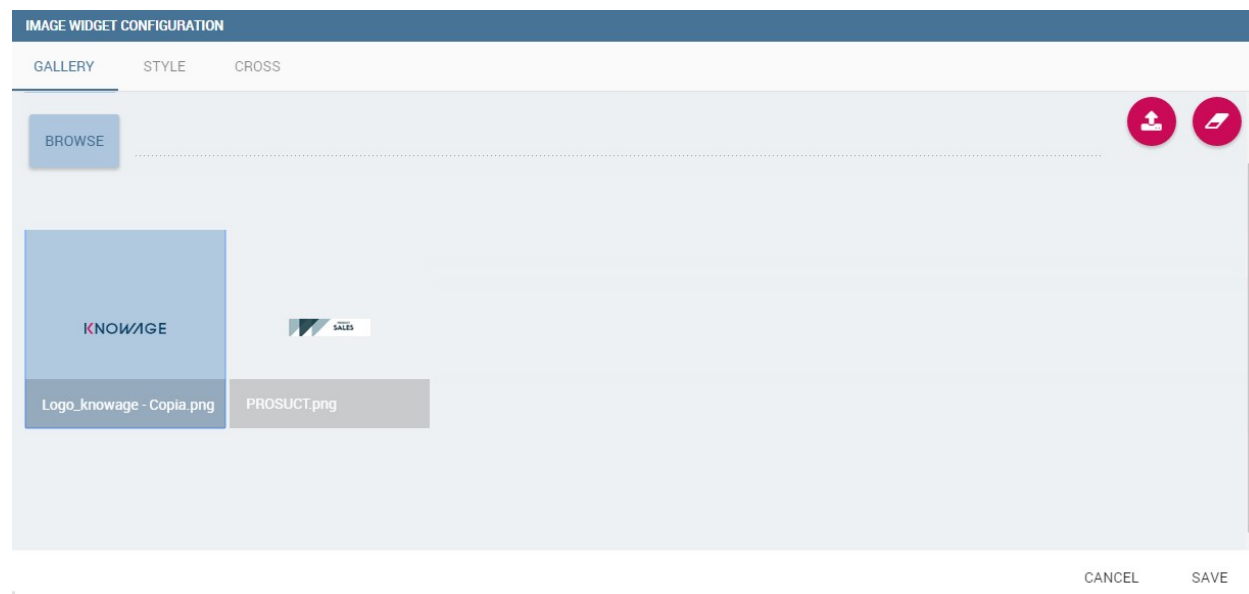 IMAGE WIDGET CONFIGURATION
GALLERY STYLE CROSS
BROWSE
KNOWAGE
SALES
Logo_knowage - Copia.png PROSUCT.png
CANCEL SAVE